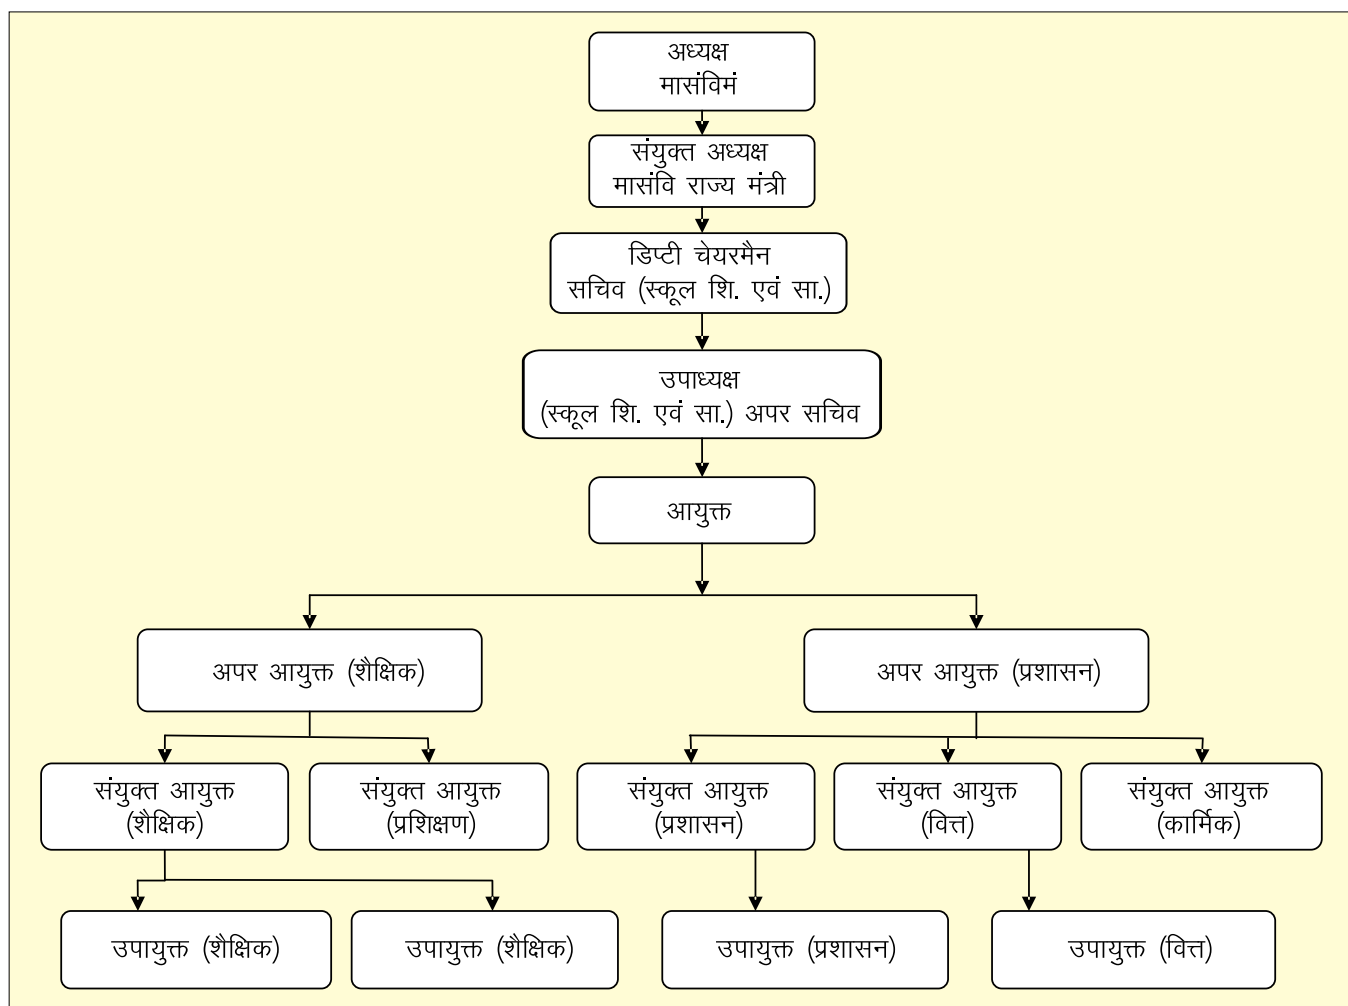 अध्यक्ष
मासंविमं
संयुक्त अध्यक्ष
मासंवि राज्य मंत्री
डिप्टी चेयरमैन
सचिव (स्कूल शि. एवं सा.)
उपाध्यक्ष
(स्कूल शि. एवं सा.) अपर सचिव
आयुक्त
अपर आयुक्त (शैक्षिक)
अपर आयुक्त (प्रशासन)
संयुक्त आयुक्त
(शैक्षिक)
संयुक्त आयुक्त
(प्रशिक्षण)
संयुक्त आयुक्त
(प्रशासन)
संयुक्त आयुक्त
(वित्त)
संयुक्त आयुक्त
(कार्मिक)
उपायुक्त (शैक्षिक)
उपायुक्त (शैक्षिक)
उपायुक्त (प्रशासन)
उपायुक्त (वित्त)